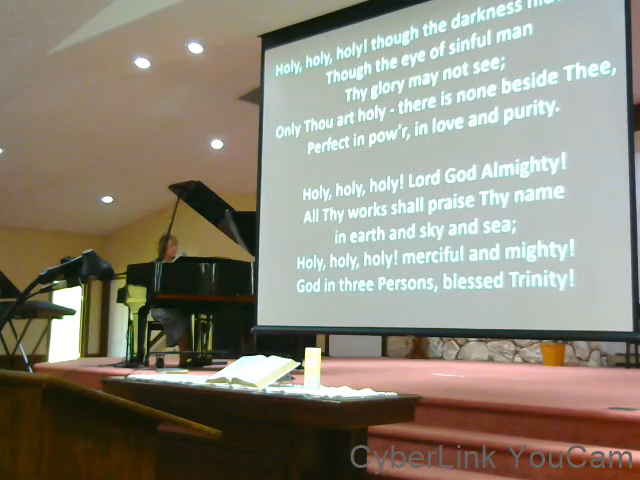 Holy, holy, holy! though the darkness
Though the eye of sinful man
Thy glory may not see;
Only Thou art holy - there is none beside Thee,
Perfect in pow'r, in love and purity.
Holy, holy, holy! Lord God Almighty!
All Thy works shall praise Thy name
in earth and sky and sea;
Holy, holy, holy! merciful and mighty!
God in three Persons, blessed Trinity!
CyberLink YouCam